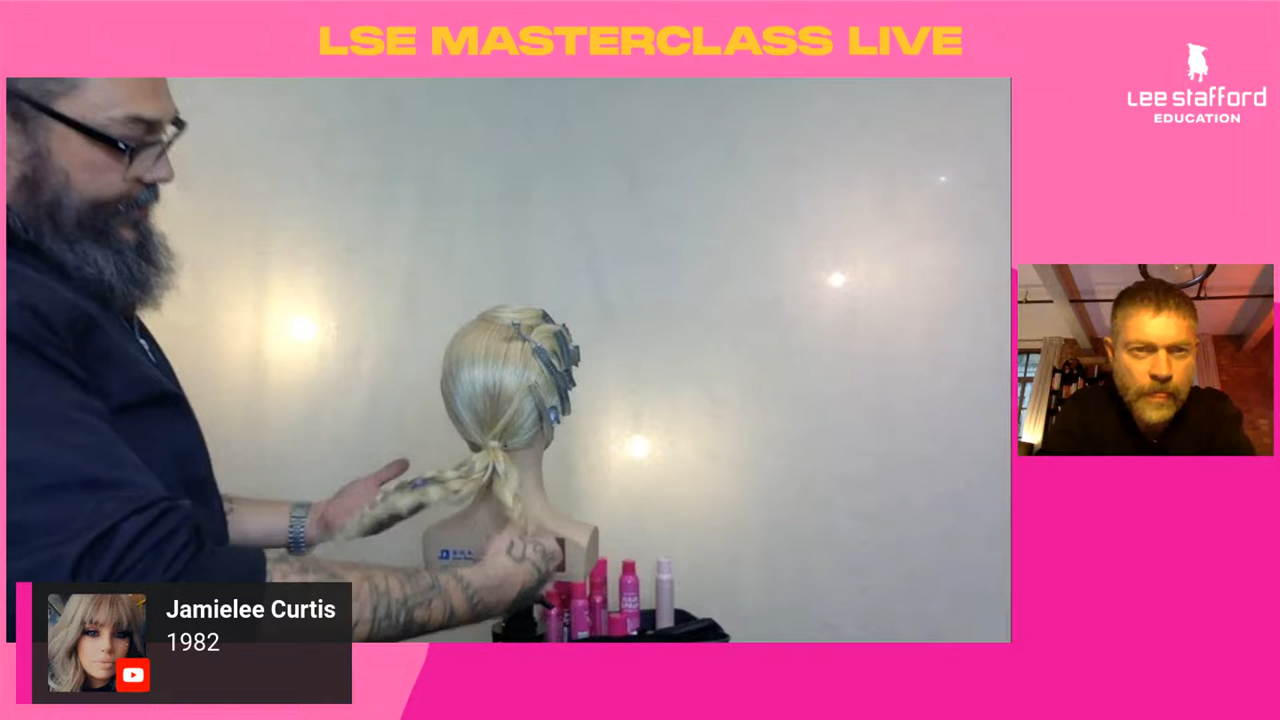 LSE MASTERCLASS LIVE
Lee Stafford
EDUCATION
Jamielee Curtis
1982